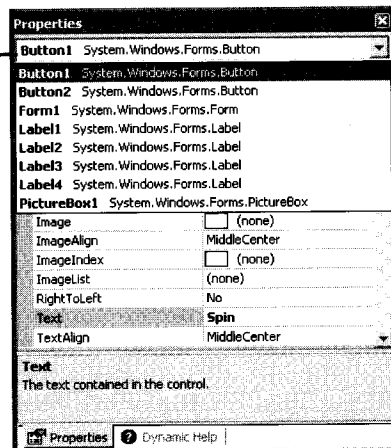 Properties
Button1 System.Windows.Forms.Button
Button1 System.Windows.Forms.Button
Button2 System.Windows.Forms.Button
Form1 System.Windows.Forms.Form
Label1 System.Windows.Forms.Label
Label2 System.Windows.Forms.Label
Label3 System.Windows.Forms.Label
Label4 System.Windows.Forms.Label
PictureBox1 System.Windows.Forms.PictureBox
Image (none)
ImageAlign MiddleCenter
ImageIndex (none)
ImageList (none)
RightToLeft No
Text Spin
TextAlign MiddleCenter
Text
The text contained in the control.
Properties Dynamic Help